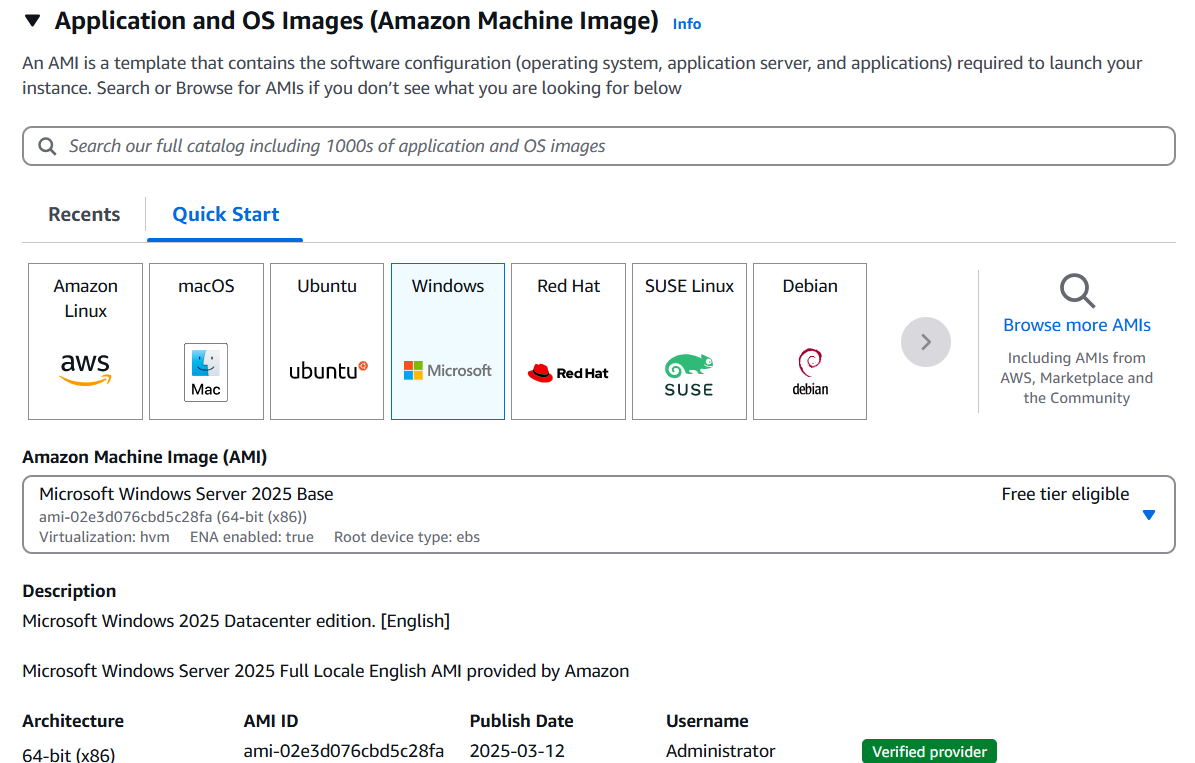 Application and OS Images (Amazon Machine Image) Info
An AMI is a template that contains the software configuration (operating system, application server, and applications) required to launch your
instance. Search or Browse for AMIs if you don’t see what you are looking for below
Search our full catalog including 1000s of application and OS images
Recents
Quick Start
Amazon
Linux
aws
macOS
Mac
Ubuntu
ubuntu
Windows
Microsoft
Red Hat
Red Hat
SUSE Linux
SUSE
Debian
debian
Browse more AMIs
Including AMIs from
AWS, Marketplace and
the Community
Amazon Machine Image (AMI)
Microsoft Windows Server 2025 Base
Free tier eligible
ami-02e3d076cbd5c28fa (64-bit (x86))
Virtualization: hvm ENA enabled: true Root device type: ebs
Description
Microsoft Windows 2025 Datacenter edition. [English]
Microsoft Windows Server 2025 Full Locale English AMI provided by Amazon
Architecture AMI ID Publish Date Username
64-bit (x86) ami-02e3d076cbd5c28fa 2025-03-12 Administrator Verified provider